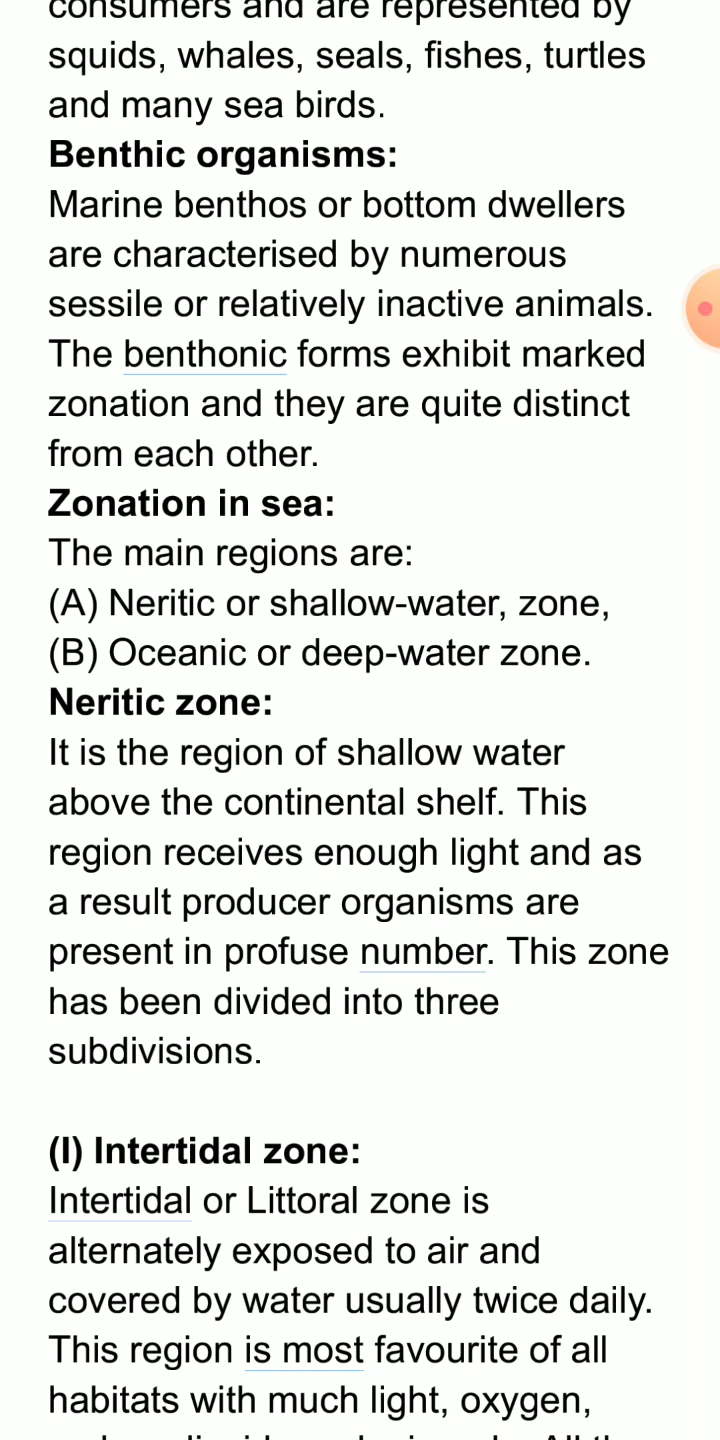 consumers and are represented by
squids, whales, seals, fishes, turtles
and many sea birds.
Benthic organisms:
Marine benthos or bottom dwellers
are characterised by numerous
sessile or relatively inactive animals.
The benthonic forms exhibit marked
zonation and they are quite distinct
from each other.
Zonation in sea:
The main regions are:
(A) Neritic or shallow-water, zone,
(B) Oceanic or deep-water zone.
Neritic zone:
It is the region of shallow water
above the continental shelf. This
region receives enough light and as
a result producer organisms are
present in profuse number. This zone
has been divided into three
subdivisions.
(I) Intertidal zone:
Intertidal or Littoral zone is
alternately exposed to air and
covered by water usually twice daily.
This region is most favourite of all
habitats with much light, oxygen,